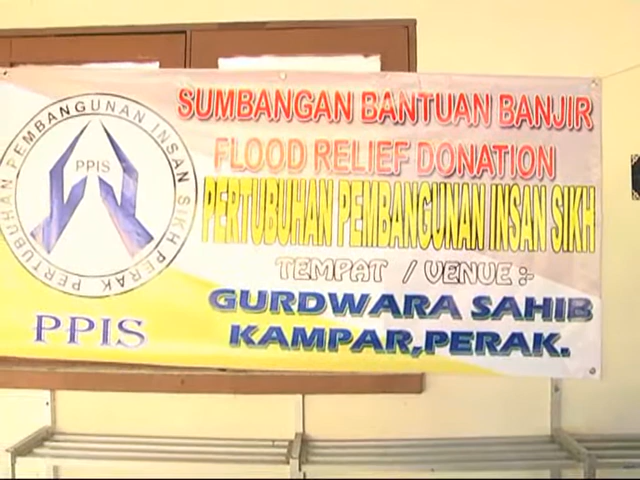 PERTUBUHAN PEMBANGUNAN INSAN SIKH PERAK
PPIS
PPIS
SUMBANGAN BANTUAN BANJIR
FLOOD RELIEF DONATION
PERTUBUHAN PEMBANGUNAN INSAN SIKH
TEMPAT / VENUE :-
GURDWARA SAHIB
KAMPAR,PERAK.